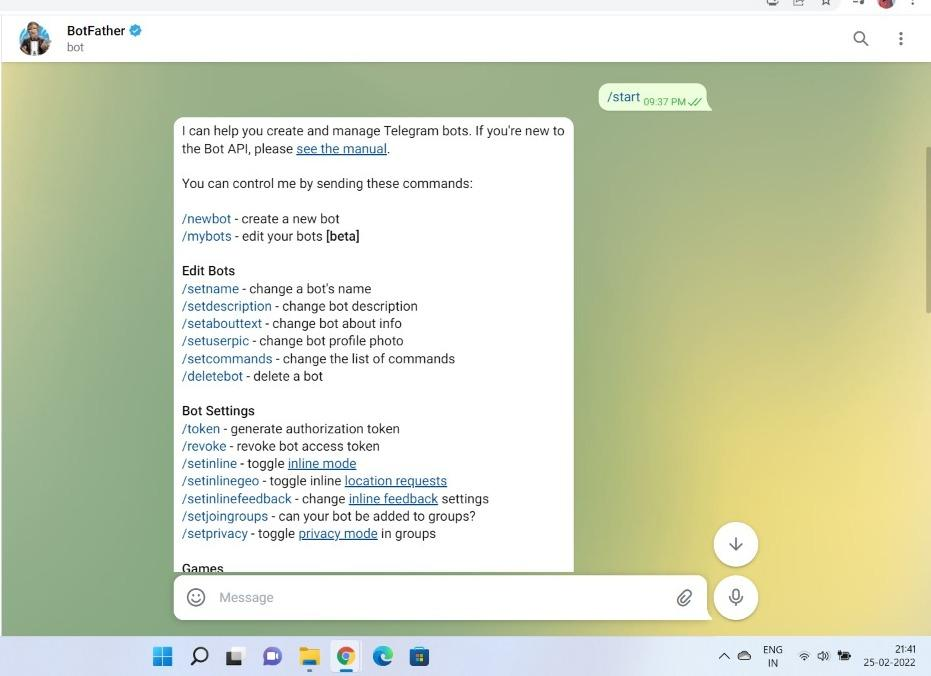 BotFather
bot
/start 09:37 PM
I can help you create and manage Telegram bots. If you're new to
the Bot API, please see the manual.
You can control me by sending these commands:
/newbot - create a new bot
/mybots - edit your bots [beta]
Edit Bots
/setname - change a bot's name
/setdescription - change bot description
/setabouttext - change bot about info
/setuserpic - change bot profile photo
/setcommands - change the list of commands
/deletebot - delete a bot
Bot Settings
/token - generate authorization token
/revoke - revoke bot access token
/setinline - toggle inline mode
/setinlinegeo - toggle inline location requests
/setinlinefeedback - change inline feedback settings
/setjoingroups - can your bot be added to groups?
/setprivacy - toggle privacy mode in groups
Games
Message
ENG
IN
21:41
25-02-2022